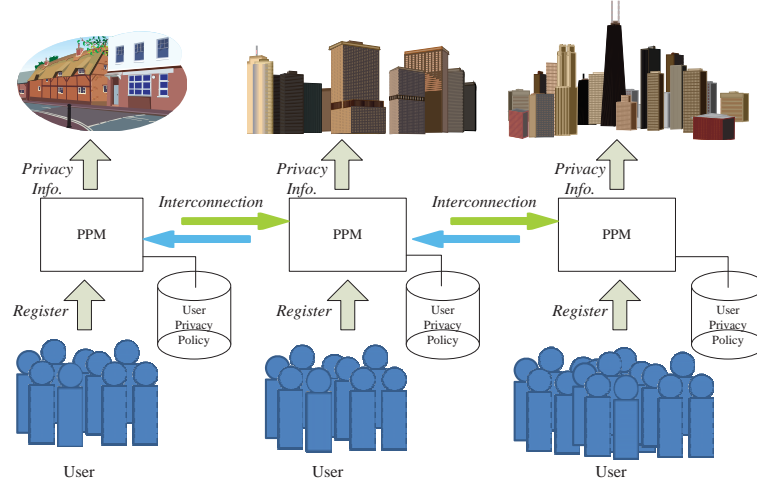 Privacy
Info.
Privacy
Info.
Privacy
Info.
Interconnection
Interconnection
PPM
PPM
PPM
Register
Register
Register
User
Privacy
Policy
User
Privacy
Policy
User
Privacy
Policy
User
User
User